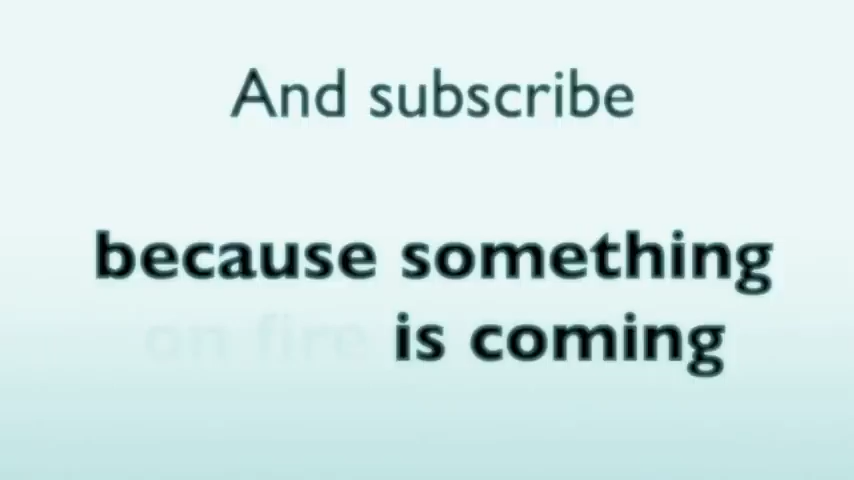 And subscribe
because something
on fire is coming